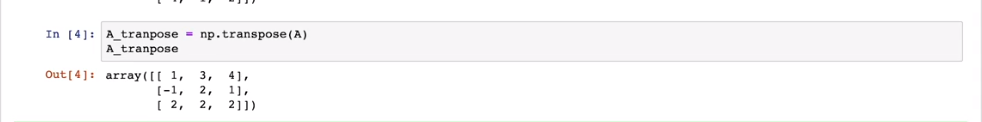 In [4]: A_tranpose = np.transpose(A)
A_tranpose
Out[4]: array([[ 1, 3, 4],
[-1, 2, 1],
[ 2, 2, 2]])